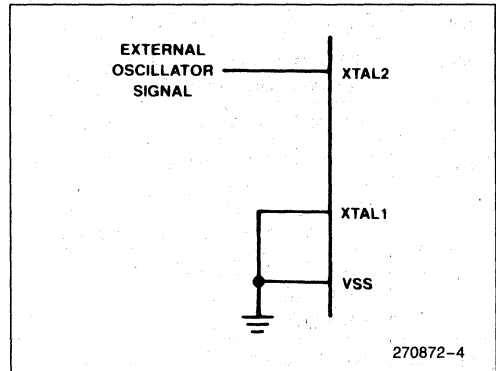 EXTERNAL
OSCILLATOR
SIGNAL
XTAL2
XTAL1
VSS
270872-4